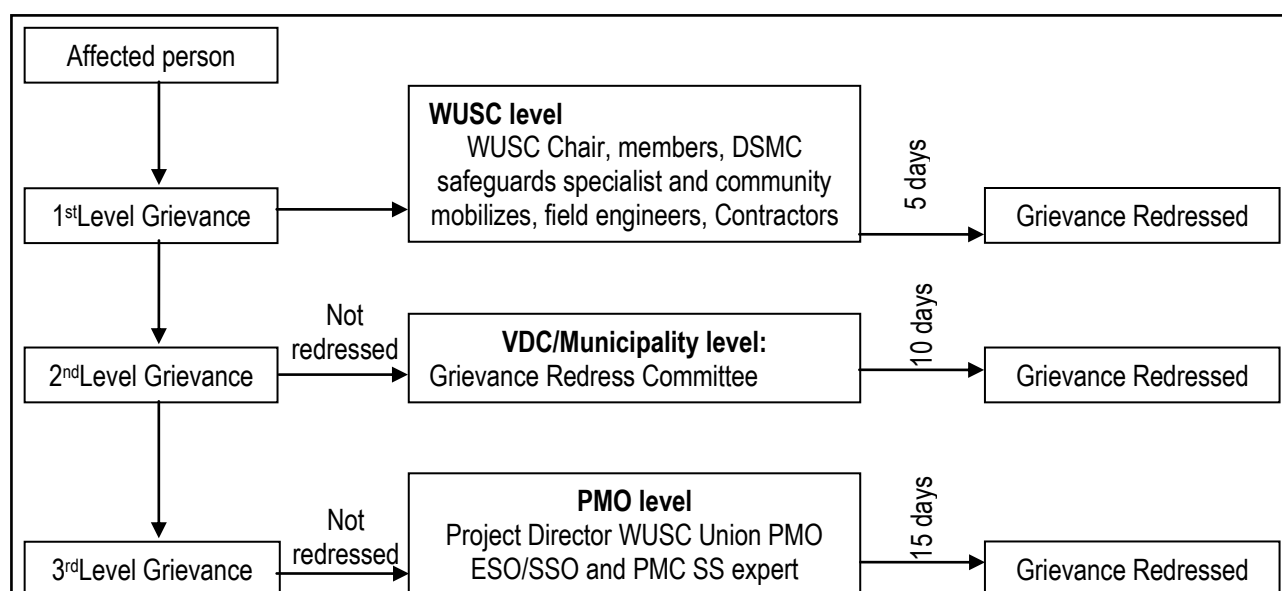 Affected person
WUSC level
WUSC Chair, members, DSMC
safeguards specialist and community
mobilizes, field engineers, Contractors
5 days
1stLevel Grievance
Grievance Redressed
Not
redressed
VDC/Municipality level:
Grievance Redress Committee
10 days
2ndLevel Grievance
Grievance Redressed
Not
redressed
PMO level
Project Director WUSC Union PMO
ESO/SSO and PMC SS expert
15 days
3rdLevel Grievance
Grievance Redressed